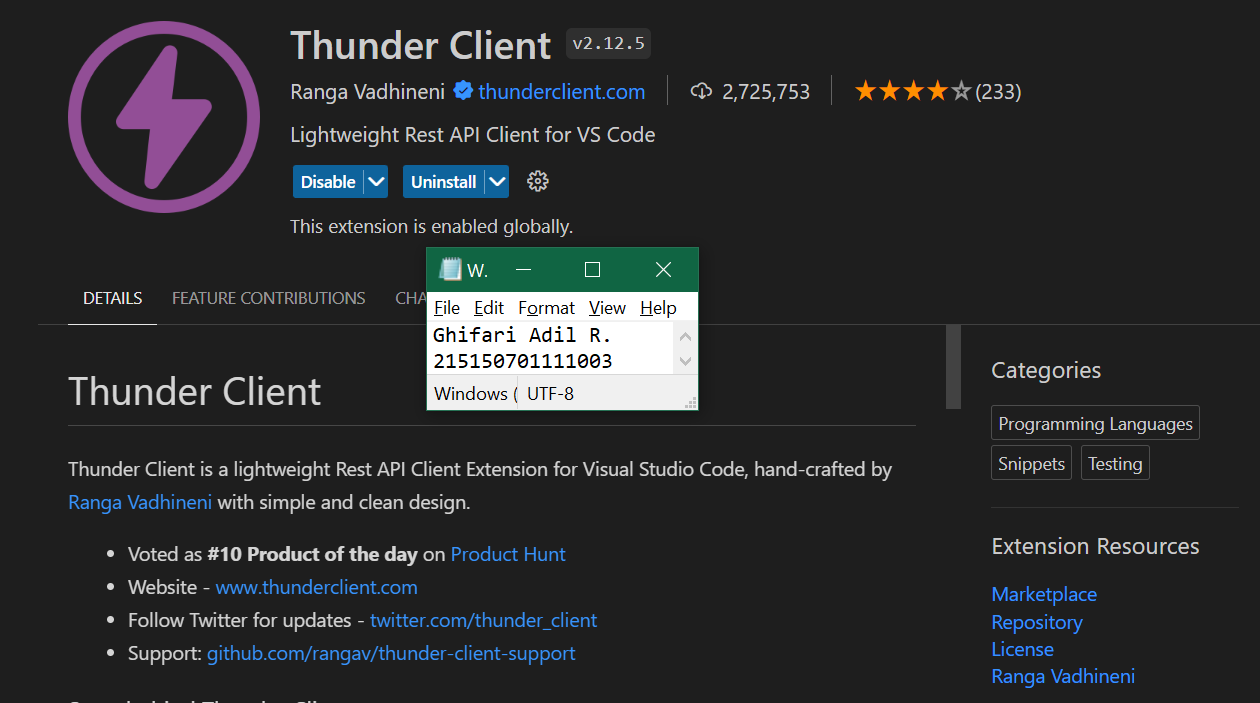 Thunder Client v2.12.5
Ranga Vadhineni thunderclient.com 2,725,753 (233)
Lightweight Rest API Client for VS Code
Disable Uninstall
This extension is enabled globally.
W.
File Edit Format View Help
Ghifari Adil R.
215150701111003
Windows ( UTF-8
DETAILS FEATURE CONTRIBUTIONS CHA
Thunder Client
Thunder Client is a lightweight Rest API Client Extension for Visual Studio Code, hand-crafted by
Ranga Vadhineni with simple and clean design.
• Voted as #10 Product of the day on Product Hunt
• Website - www.thunderclient.com
• Follow Twitter for updates - twitter.com/thunder_client
• Support: github.com/rangav/thunder-client-support
Categories
Programming Languages
Snippets Testing
Extension Resources
Marketplace
Repository
License
Ranga Vadhineni